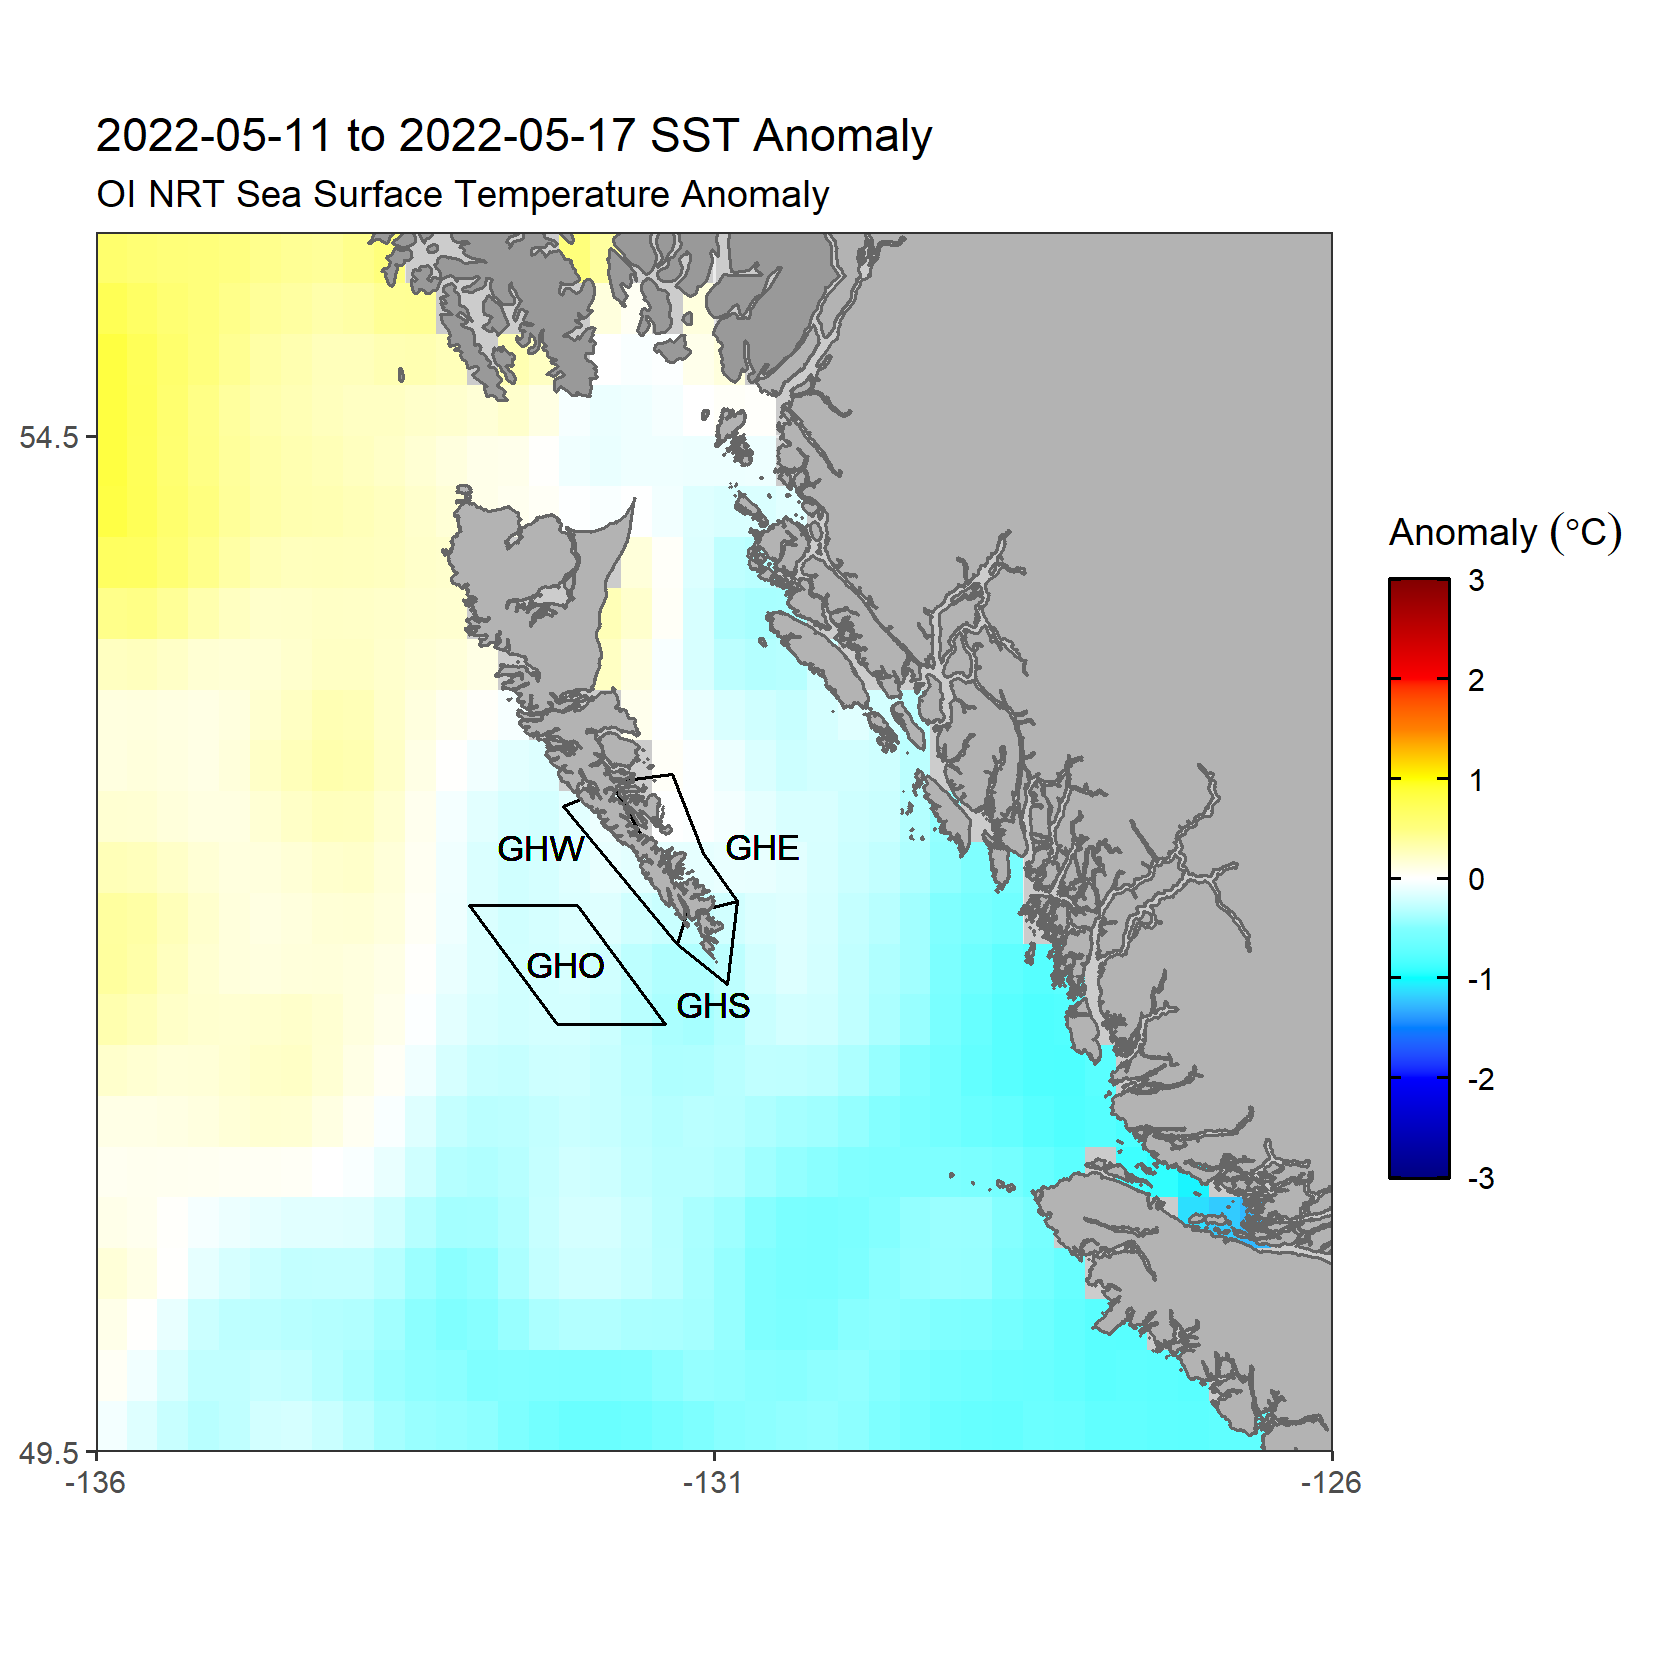 2022-05-11 to 2022-05-17 SST Anomaly
OI NRT Sea Surface Temperature Anomaly
54.5
49.5
-136
-131
-126
GHW
GHE
GHO
GHS
Anomaly (°C)
3
2
1
0
-1
-2
-3